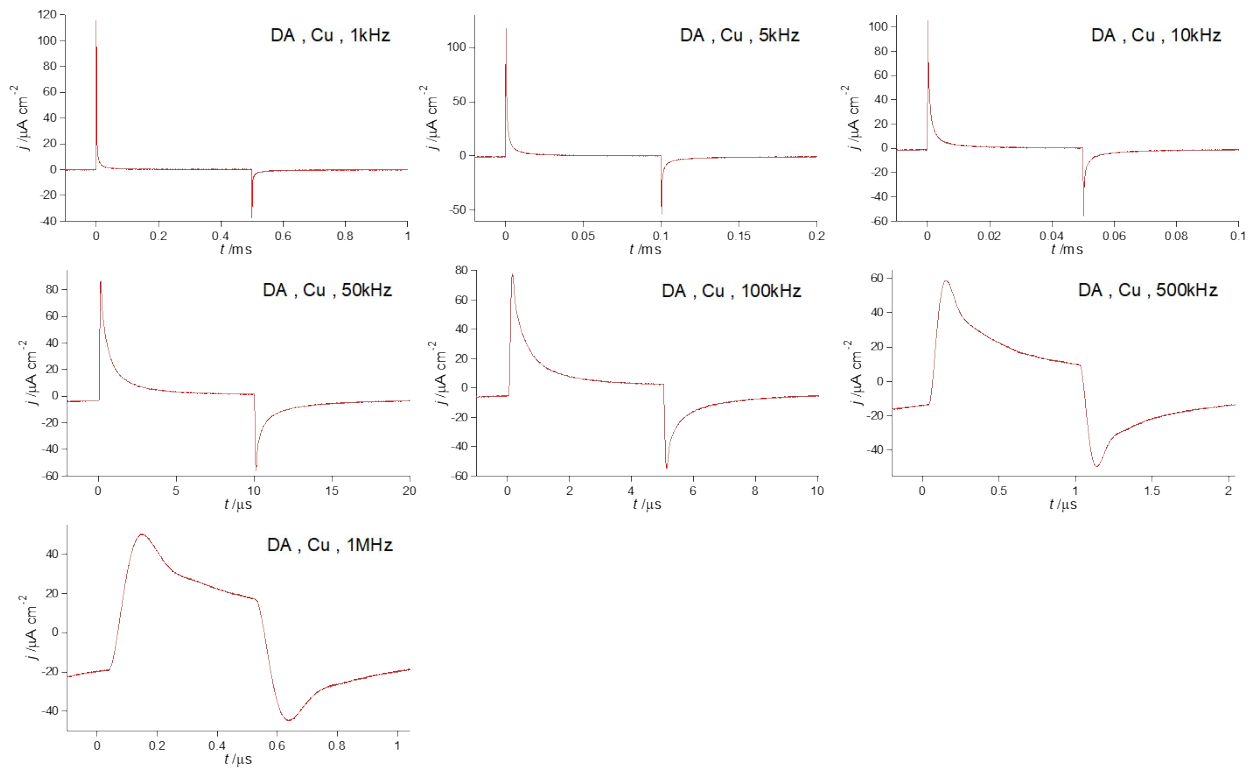 DA , Cu , 1kHz
j /µA cm⁻²
120
100
80
60
40
20
0
-20
-40
0 0.2 0.4 0.6 0.8 1
t /ms
DA , Cu , 5kHz
j /µA cm⁻²
100
50
0
-50
0 0.05 0.1 0.15 0.2
t /ms
DA , Cu , 10kHz
j /µA cm⁻²
100
80
60
40
20
0
-20
-40
-60
0 0.02 0.04 0.06 0.08 0.1
t /ms
DA , Cu , 50kHz
j /µA cm⁻²
80
60
40
20
0
-20
-40
-60
0 5 10 15 20
t /µs
DA , Cu , 100kHz
j /µA cm⁻²
80
60
40
20
0
-20
-40
-60
0 2 4 6 8 10
t /µs
DA , Cu , 500kHz
j /µA cm⁻²
60
40
20
0
-20
-40
0 0.5 1 1.5 2
t /µs
DA , Cu , 1MHz
j /µA cm⁻²
40
20
0
-20
-40
0 0.2 0.4 0.6 0.8 1
t /µs